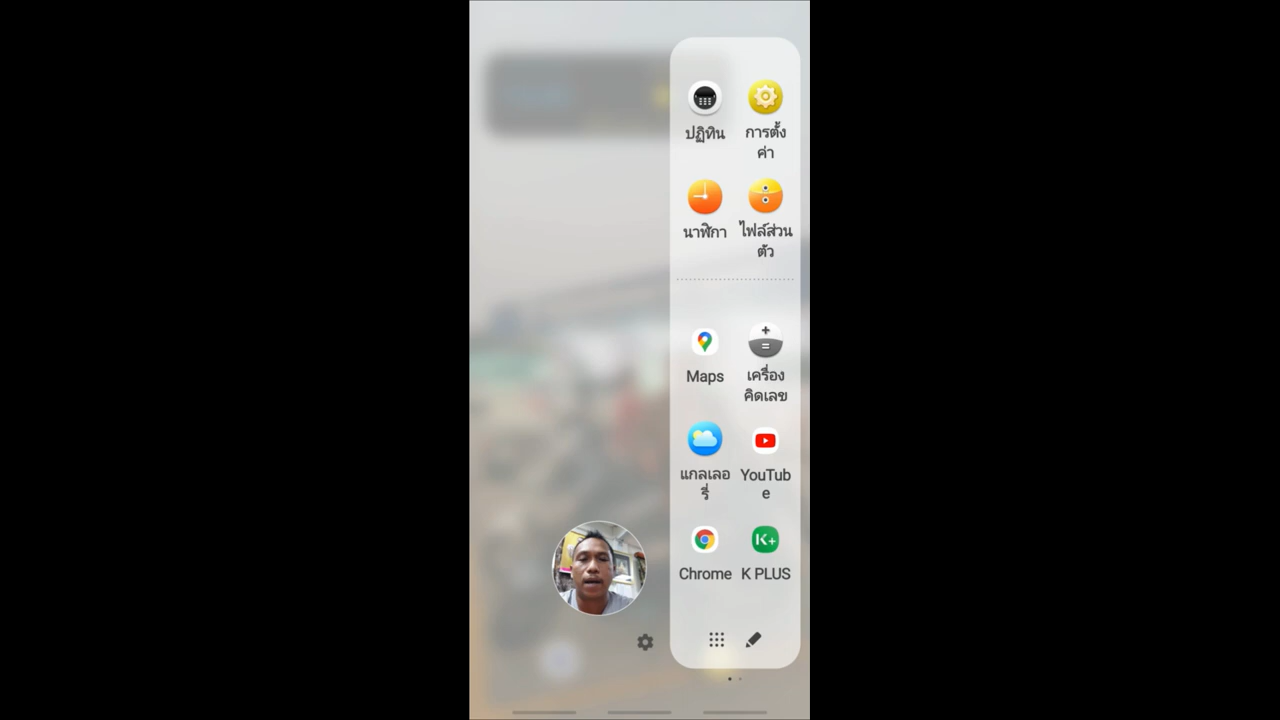 ปฏิทิน
การตั้ง
ค่า
นาฬิกา
ไฟล์ส่วน
ตัว
Maps
เครื่อง
คิดเลข
แกลเลอ
รี่
YouTub
e
Chrome
K+
K PLUS